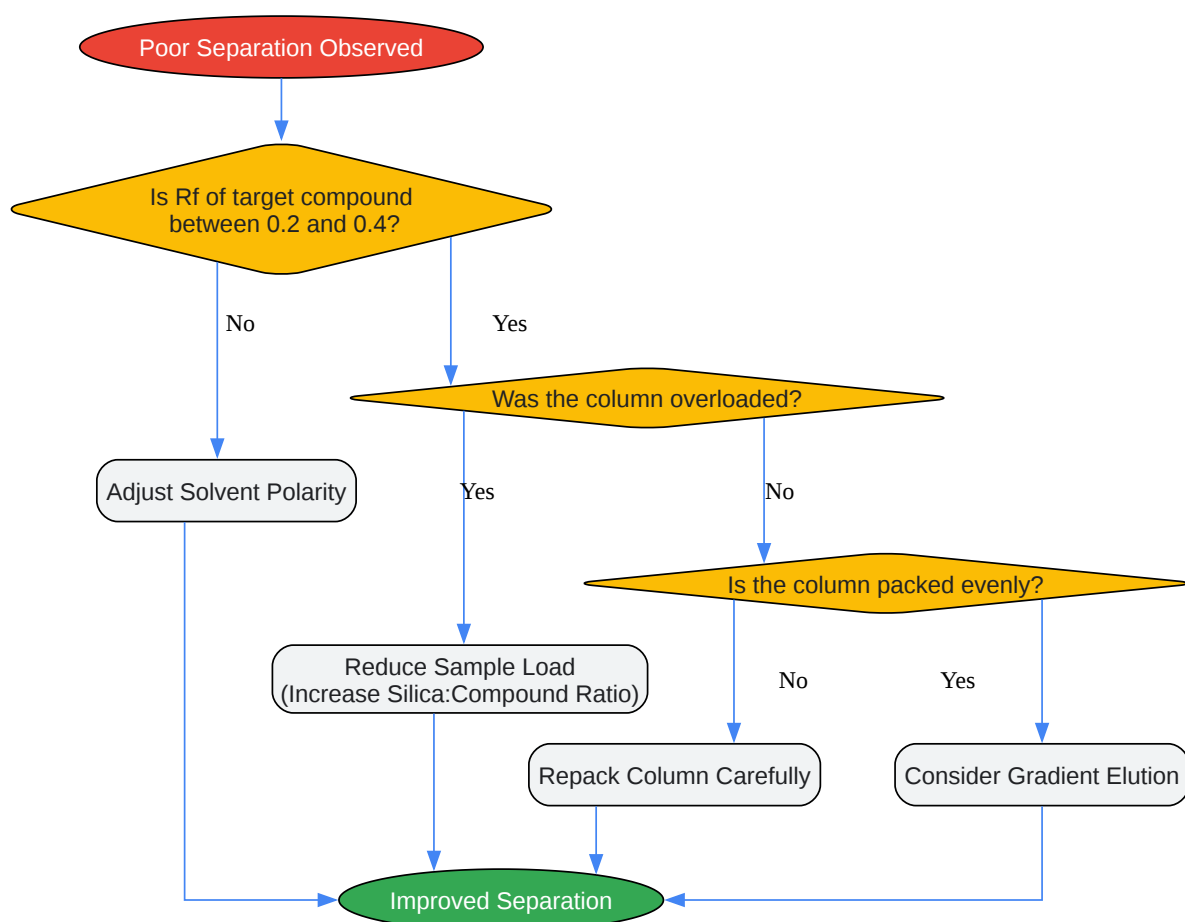 Poor Separation Observed
Is Rf of target compound
between 0.2 and 0.4?
No
Yes
Was the column overloaded?
Adjust Solvent Polarity
Yes
No
Is the column packed evenly?
Reduce Sample Load
(Increase Silica:Compound Ratio)
No
Yes
Repack Column Carefully
Consider Gradient Elution
Improved Separation